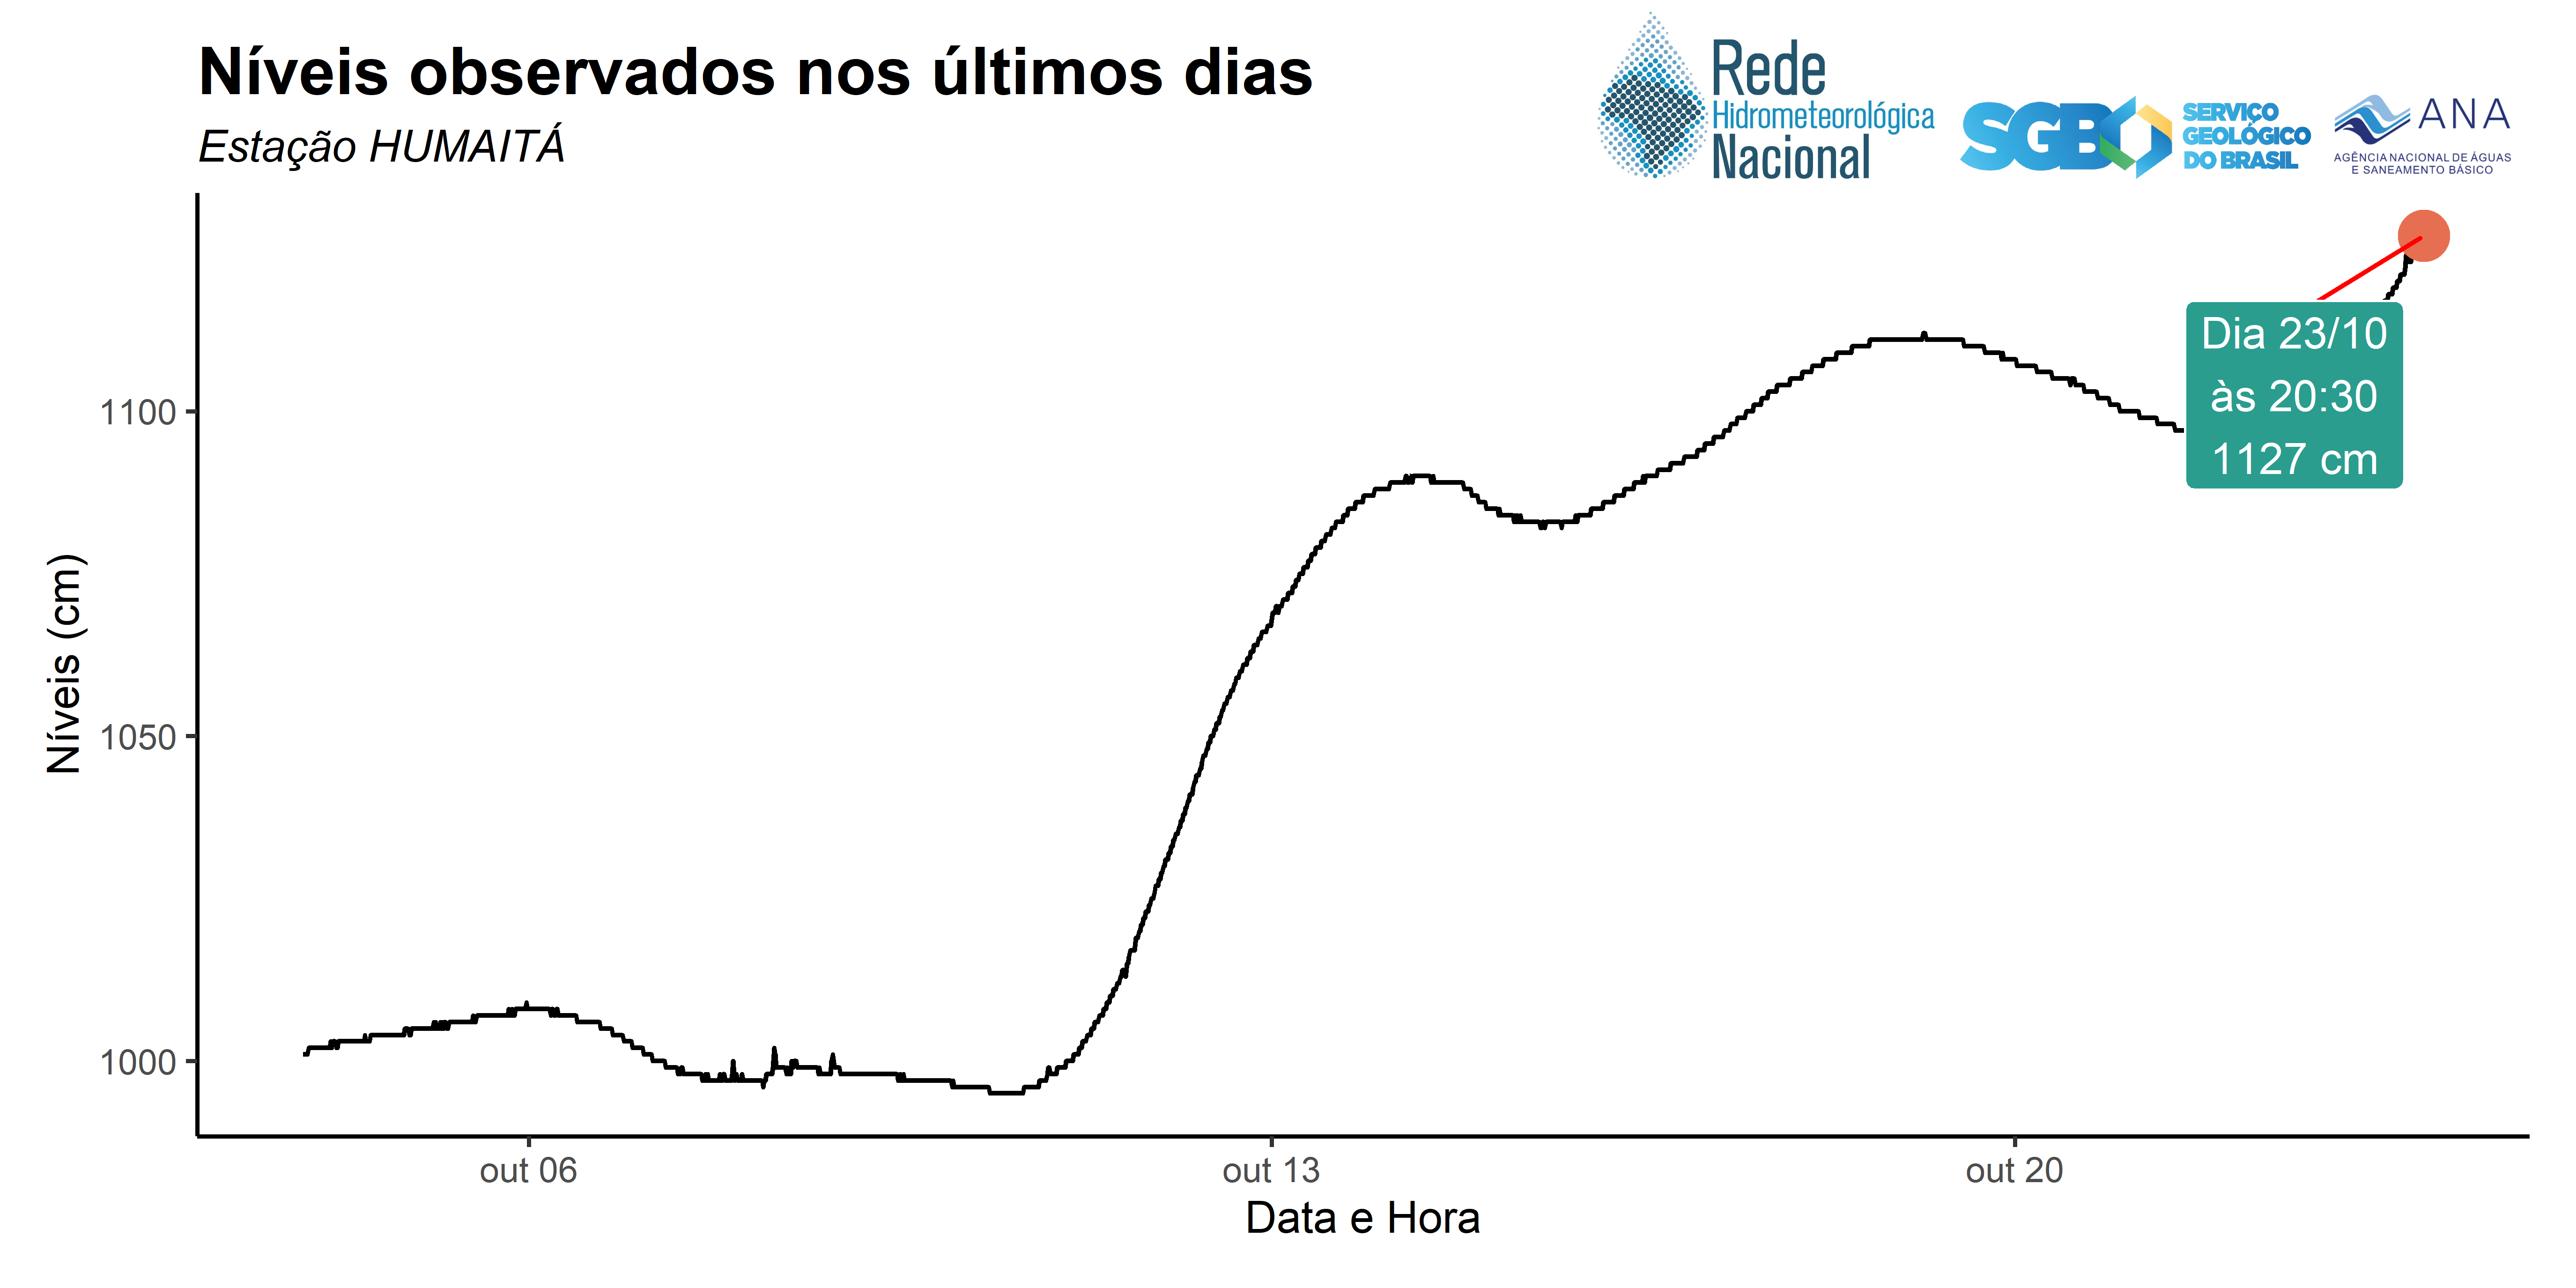 Níveis observados nos últimos dias
Estação HUMAITÁ
Rede
Hidrometeorológica
Nacional
SGB
SERVIÇO
GEOLÓGICO
DO BRASIL
ANA
AGÊNCIA NACIONAL DE ÁGUAS
E SANEAMENTO BÁSICO
Dia 23/10
às 20:30
1127 cm
Níveis (cm)
1100
1050
1000
out 06
out 13
out 20
Data e Hora